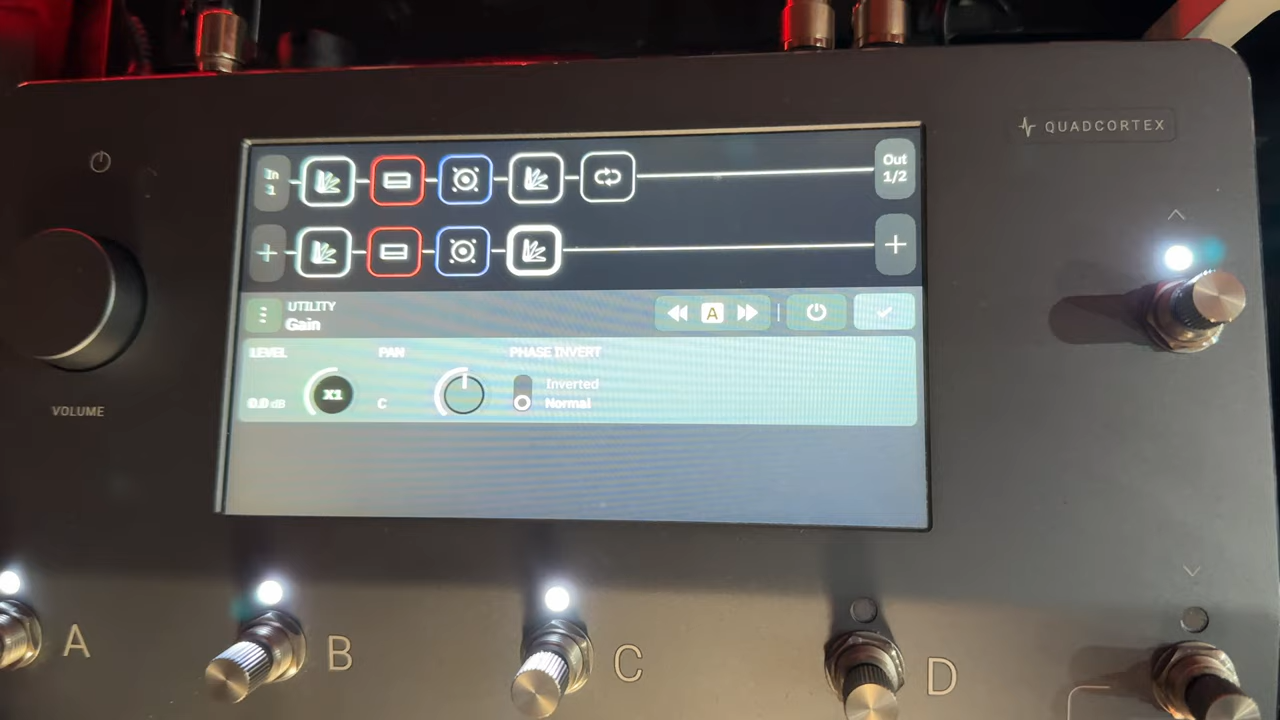 QUADCORTEX
In
1
Out
1/2
UTILITY
Gain
A
LEVEL
PAN
PHASE INVERT
0.0 dB
X1
C
Inverted
Normal
VOLUME
A
B
C
D